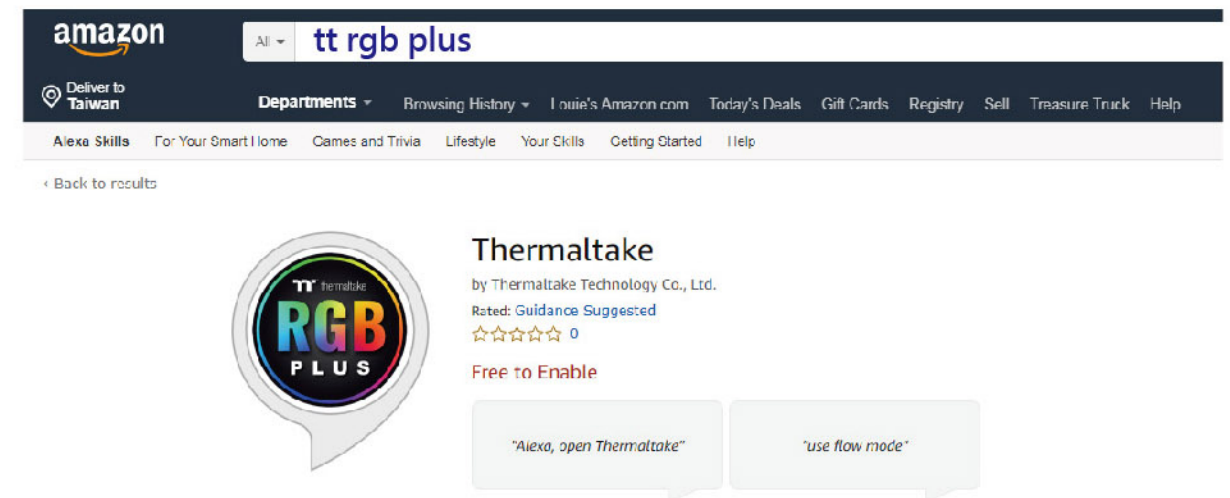 amazon
All tt rgb plus
Deliver to
Taiwan
Departments Browsing History Louie's Amazon.com Today's Deals Gift Cards Registry Sell Treasure Truck Help
Alexa Skills For Your Smart Home Games and Trivia Lifestyle Your Skills Getting Started Help
‹ Back to results
tt thermaltake
RGB
PLUS
Thermaltake
by Thermaltake Technology Co., Ltd.
Rated: Guidance Suggested
0
Free to Enable
"Alexa, open Thermaltake"
"use flow mode"